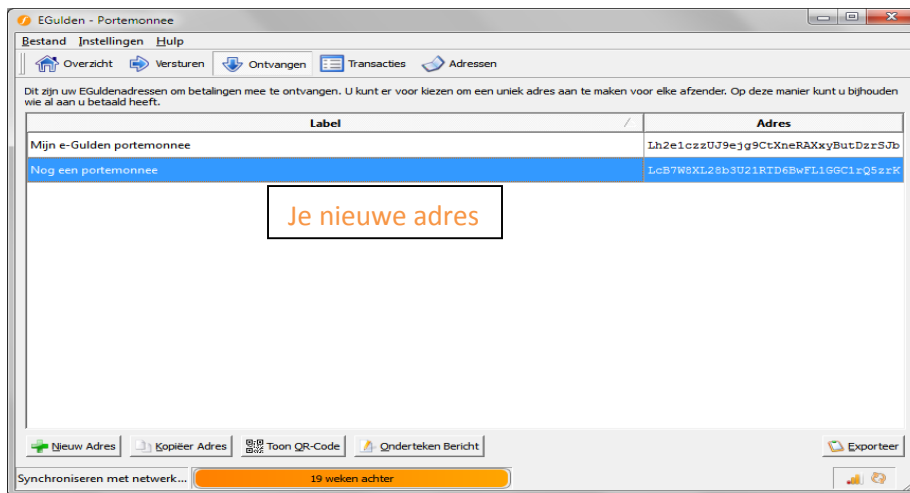 EGulden - Portemonnee
Bestand Instellingen Hulp
Overzicht Versturen Ontvangen Transacties Adressen
Dit zijn uw EGuldenadressen om betalingen mee te ontvangen. U kunt er voor kiezen om een uniek adres aan te maken voor elke afzender. Op deze manier kunt u bijhouden
wie al aan u betaald heeft.
Label Adres
Mijn e-Gulden portemonnee Lh2e1czzUJ9ejg9CtXneRAXxyButDzrSJb
Nog een portemonnee LcB7W8XL28b3U21RTD6BwFL1GGC1rQ5zrK
Je nieuwe adres
Nieuw Adres Kopiëer Adres Toon QR-Code Onderteken Bericht Exporteer
Synchroniseren met netwerk... 19 weken achter